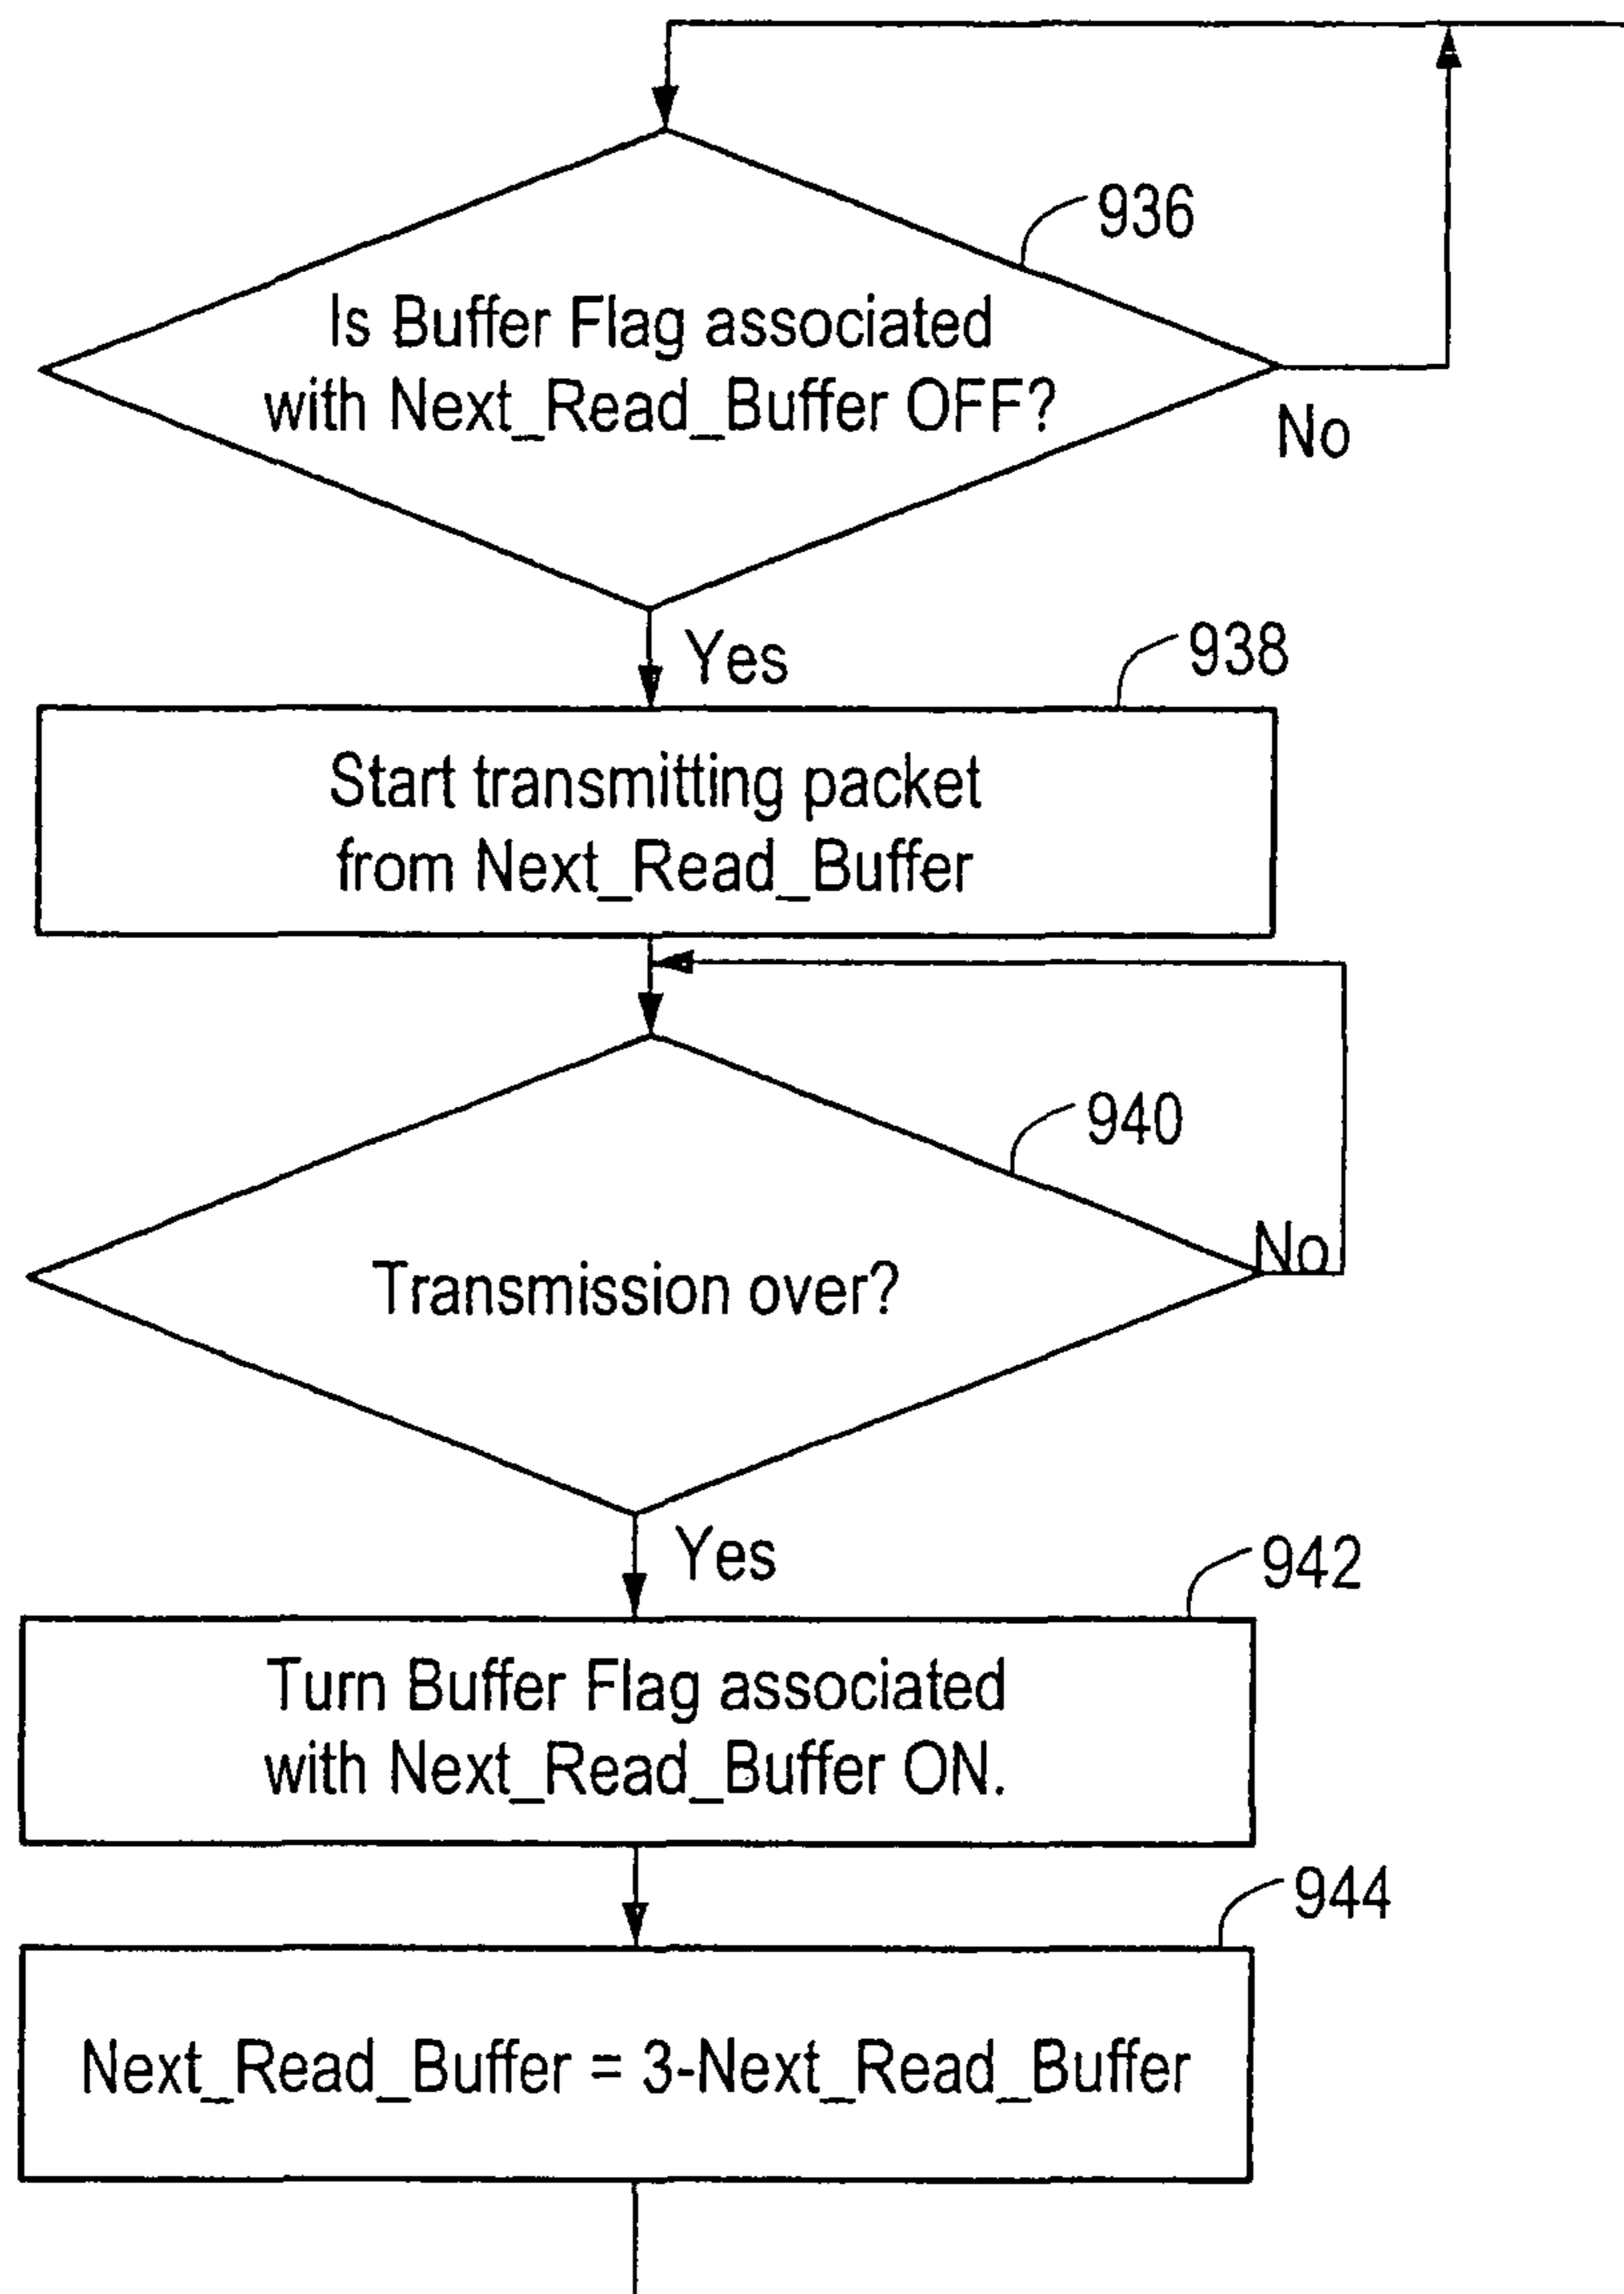 936
Is Buffer Flag associated
with Next_Read_Buffer OFF?
No
Yes
938
Start transmitting packet
from Next_Read_Buffer
940
Transmission over?
No
Yes
942
Turn Buffer Flag associated
with Next_Read_Buffer ON.
944
Next_Read_Buffer = 3-Next_Read_Buffer